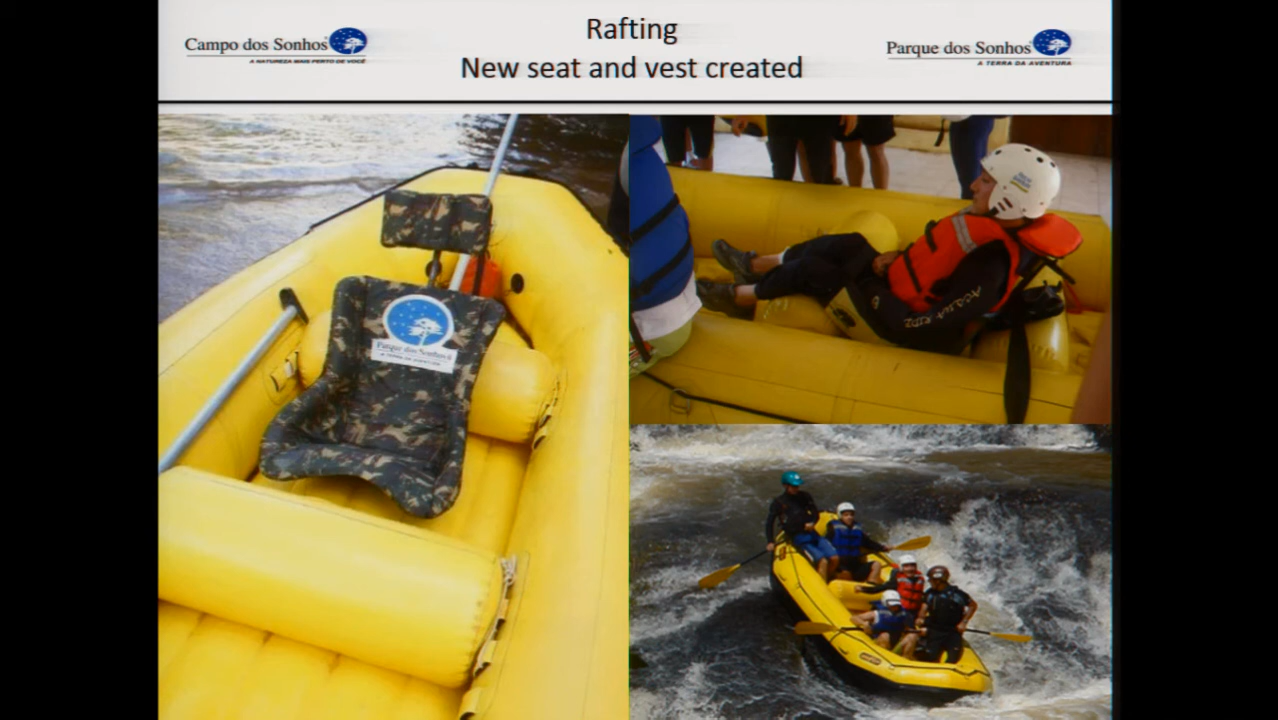 Rafting
New seat and vest created
Campo dos Sonhos
A NATUREZA MAIS PERTO DE VOCÊ
Parque dos Sonhos
A TERRA DA AVENTURA
Parque dos Sonhos
A TERRA DA AVENTURA